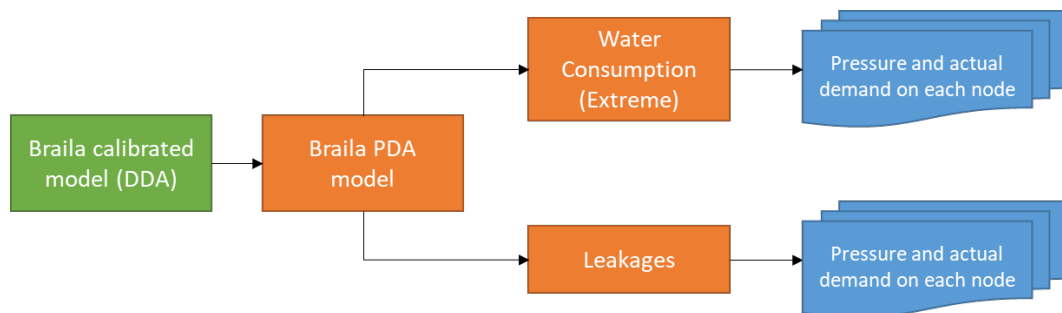 Braila calibrated
model (DDA)
Braila PDA
model
Water
Consumption
(Extreme)
Pressure and actual
demand on each node
Leakages
Pressure and actual
demand on each node